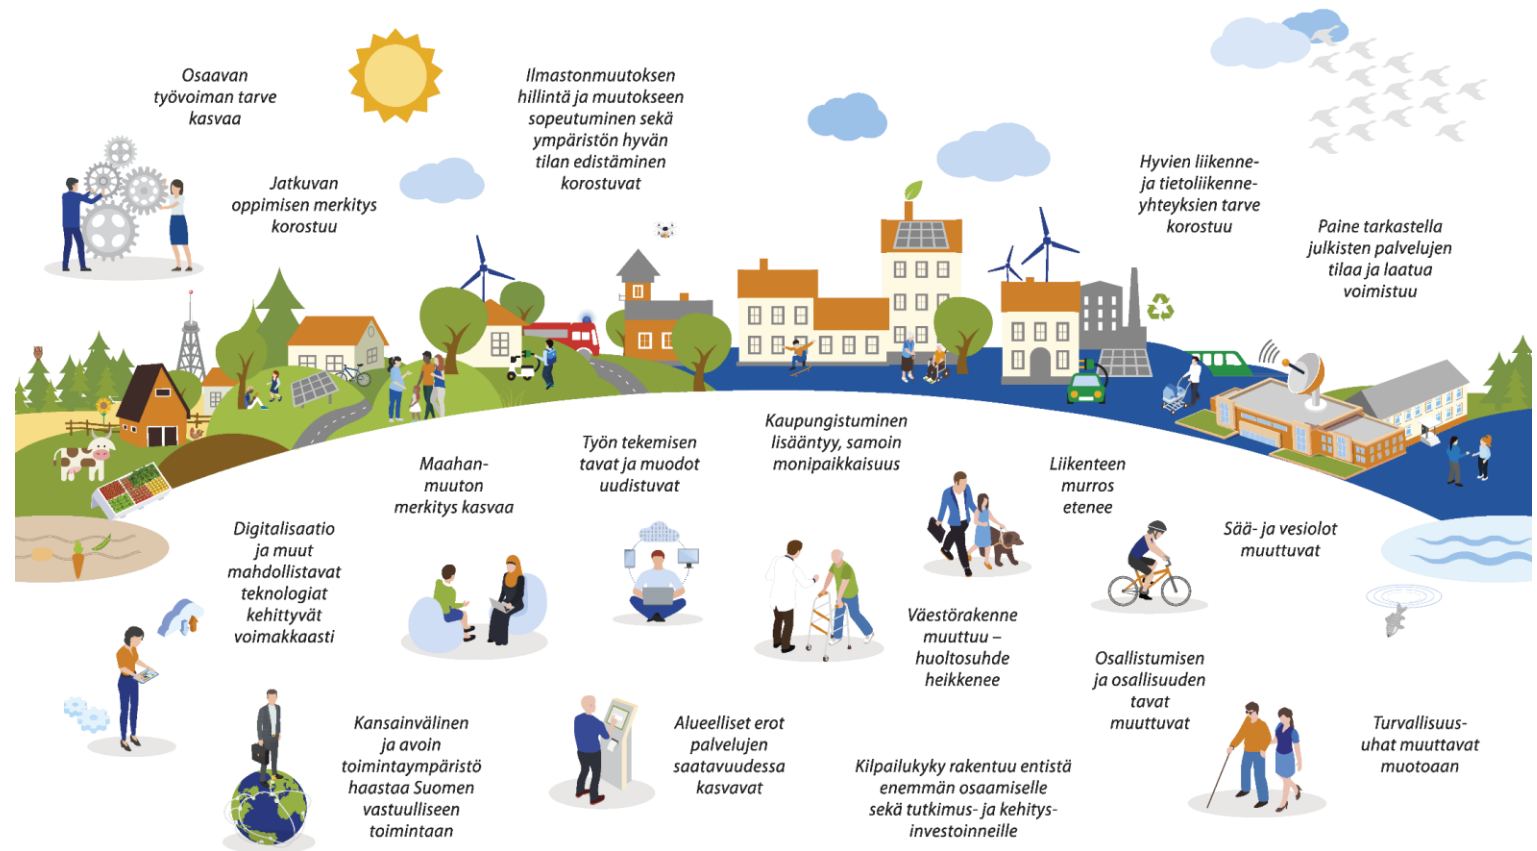 Osaavan
työvoiman tarve
kasvaa
Jatkuvan
oppimisen merkitys
korostuu
Ilmastonmuutoksen
hillintä ja muutokseen
sopeutuminen sekä
ympäristön hyvän
tilan edistäminen
korostuvat
Hyvien liikenne-
ja tietoliikenne-
yhteyksien tarve
korostuu
Paine tarkastella
julkisten palvelujen
tilaa ja laatua
voimistuu
Digitalisaatio
ja muut
mahdollistavat
teknologiat
kehittyvät
voimakkaasti
Maahan-
muuton
merkitys kasvaa
Työn tekemisen
tavat ja muodot
uudistuvat
Kaupungistuminen
lisääntyy, samoin
monipaikkaisuus
Liikenteen
murros
etenee
Sää- ja vesiolot
muuttuvat
Väestörakenne
muuttuu –
huoltosuhde
heikkenee
Osallistumisen
ja osallisuuden
tavat
muuttuvat
Kansainvälinen
ja avoin
toimintaympäristö
haastaa Suomen
vastuulliseen
toimintaan
Alueelliset erot
palvelujen
saatavuudessa
kasvavat
Kilpailukyky rakentuu entistä
enemmän osaamiselle
sekä tutkimus- ja kehitys-
investoinneille
Turvallisuus-
uhat muuttavat
muotoaan